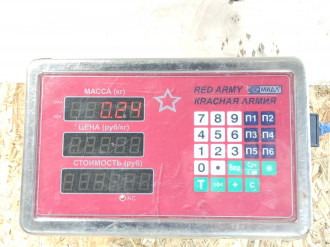 МАССА (кг)
0.24
ЦЕНА (руб/кг)
СТОИМОСТЬ (руб)
RED ARMY
КРАСНАЯ АРМИЯ
7 8 9 П1 П2
4 5 6 П3 П4
1 2 3 П5 П6
0
T + C